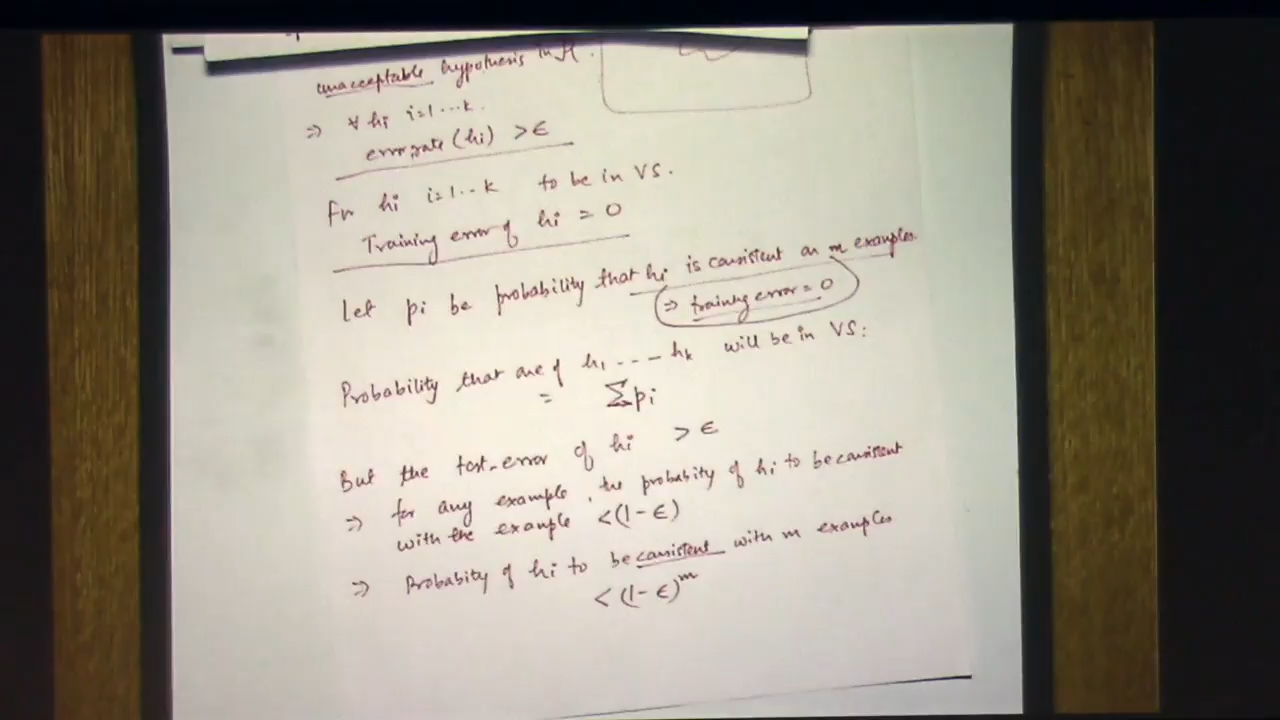 unacceptable hypothesis in H.
⇒ ∀ hi i=1...k.
error rate (hi) > ε
For hi i=1..k to be in VS.
Training error of hi = 0
Let pi be probability that hi is consistent on m examples.
⇒ training error = 0
Probability that one of h1 ---- hk will be in VS:
= Σpi
But the test-error of hi > ε
⇒ for any example, the probability of hi to be consistent
with the example < (1-ε)
⇒ Probability of hi to be consistent with m examples
< (1-ε)^m